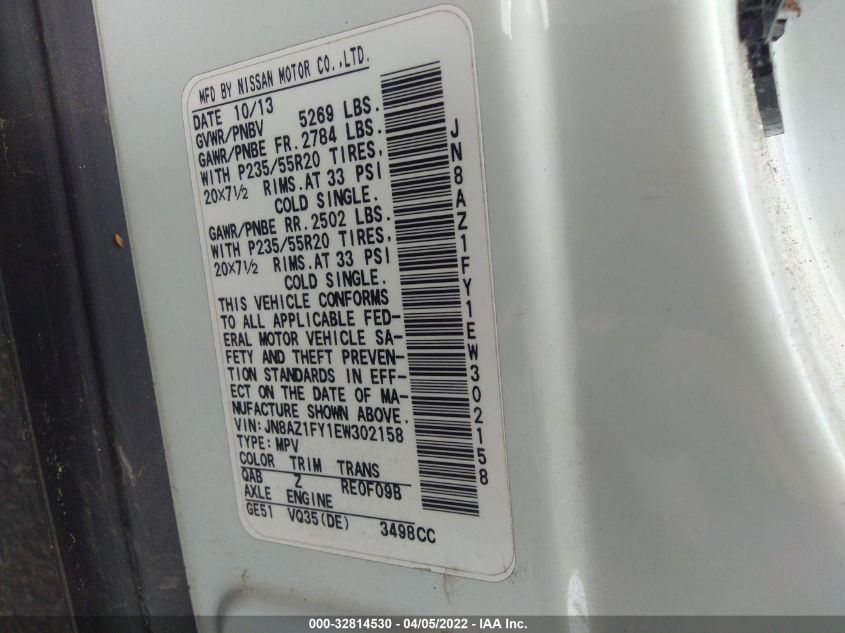 MFD BY NISSAN MOTOR CO.,LTD.
DATE 10/13
GVWR/PNBV 5269 LBS.
GAWR/PNBE FR.2784 LBS.
WITH P235/55R20 TIRES,
20X7½ RIMS.AT 33 PSI
COLD SINGLE.
GAWR/PNBE RR.2502 LBS.
WITH P235/55R20 TIRES,
20X7½ RIMS.AT 33 PSI
COLD SINGLE.
THIS VEHICLE CONFORMS
TO ALL APPLICABLE FED-
ERAL MOTOR VEHICLE SA-
FETY AND THEFT PREVEN-
TION STANDARDS IN EFF-
ECT ON THE DATE OF MA-
NUFACTURE SHOWN ABOVE.
VIN:JN8AZ1FY1EW302158
TYPE:MPV
COLOR TRIM TRANS
QAB Z RE0F09B
AXLE ENGINE
GE51 VQ35(DE) 3498CC
JN8AZ1FY1EW302158
000-32814530 - 04/05/2022 - IAA Inc.